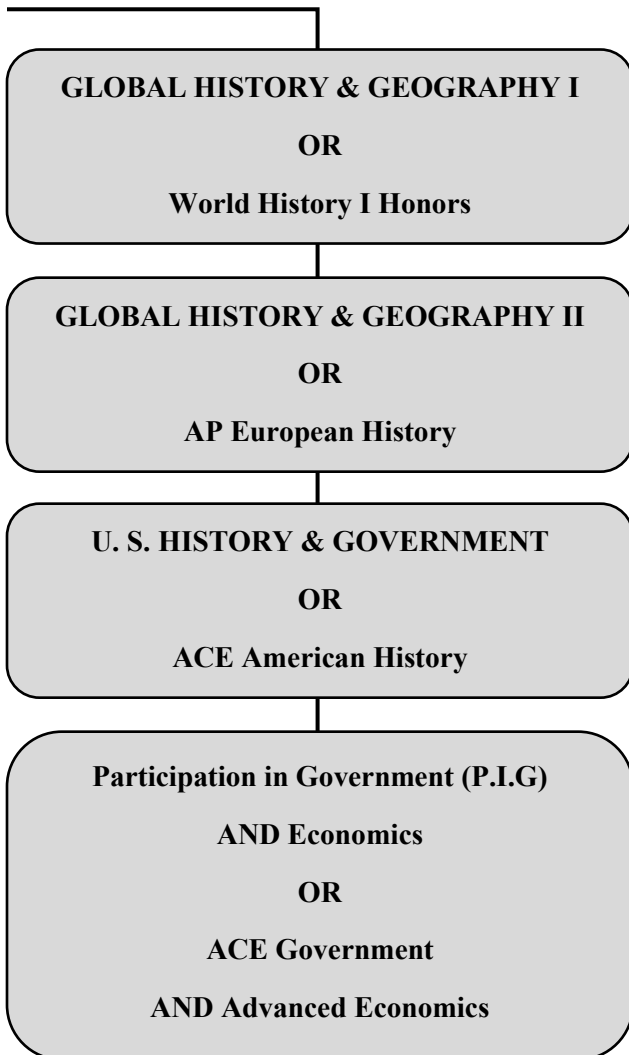 GLOBAL HISTORY & GEOGRAPHY I
OR
World History I Honors
GLOBAL HISTORY & GEOGRAPHY II
OR
AP European History
U. S. HISTORY & GOVERNMENT
OR
ACE American History
Participation in Government (P.I.G)
AND Economics
OR
ACE Government
AND Advanced Economics